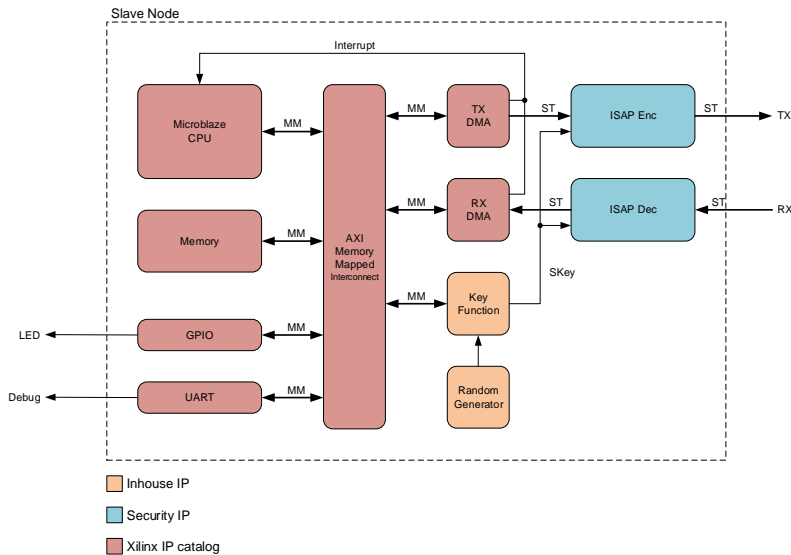 Slave Node
Interrupt
Microblaze
CPU
MM
MM
TX
DMA
ST
ISAP Enc
ST
TX
Memory
MM
AXI
Memory
Mapped
Interconnect
MM
RX
DMA
ST
ISAP Dec
ST
RX
SKey
MM
Key
Function
LED
GPIO
MM
Debug
UART
MM
Random
Generator
Inhouse IP
Security IP
Xilinx IP catalog